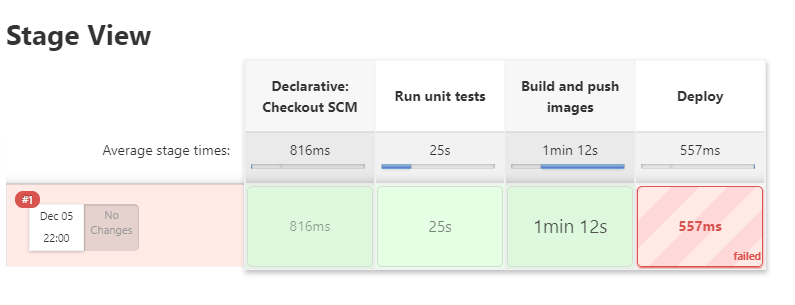 Stage View
Declarative:
Checkout SCM
Run unit tests
Build and push
images
Deploy
Average stage times:
816ms
25s
1min 12s
557ms
#1
Dec 05
22:00
No
Changes
816ms
25s
1min 12s
557ms
failed